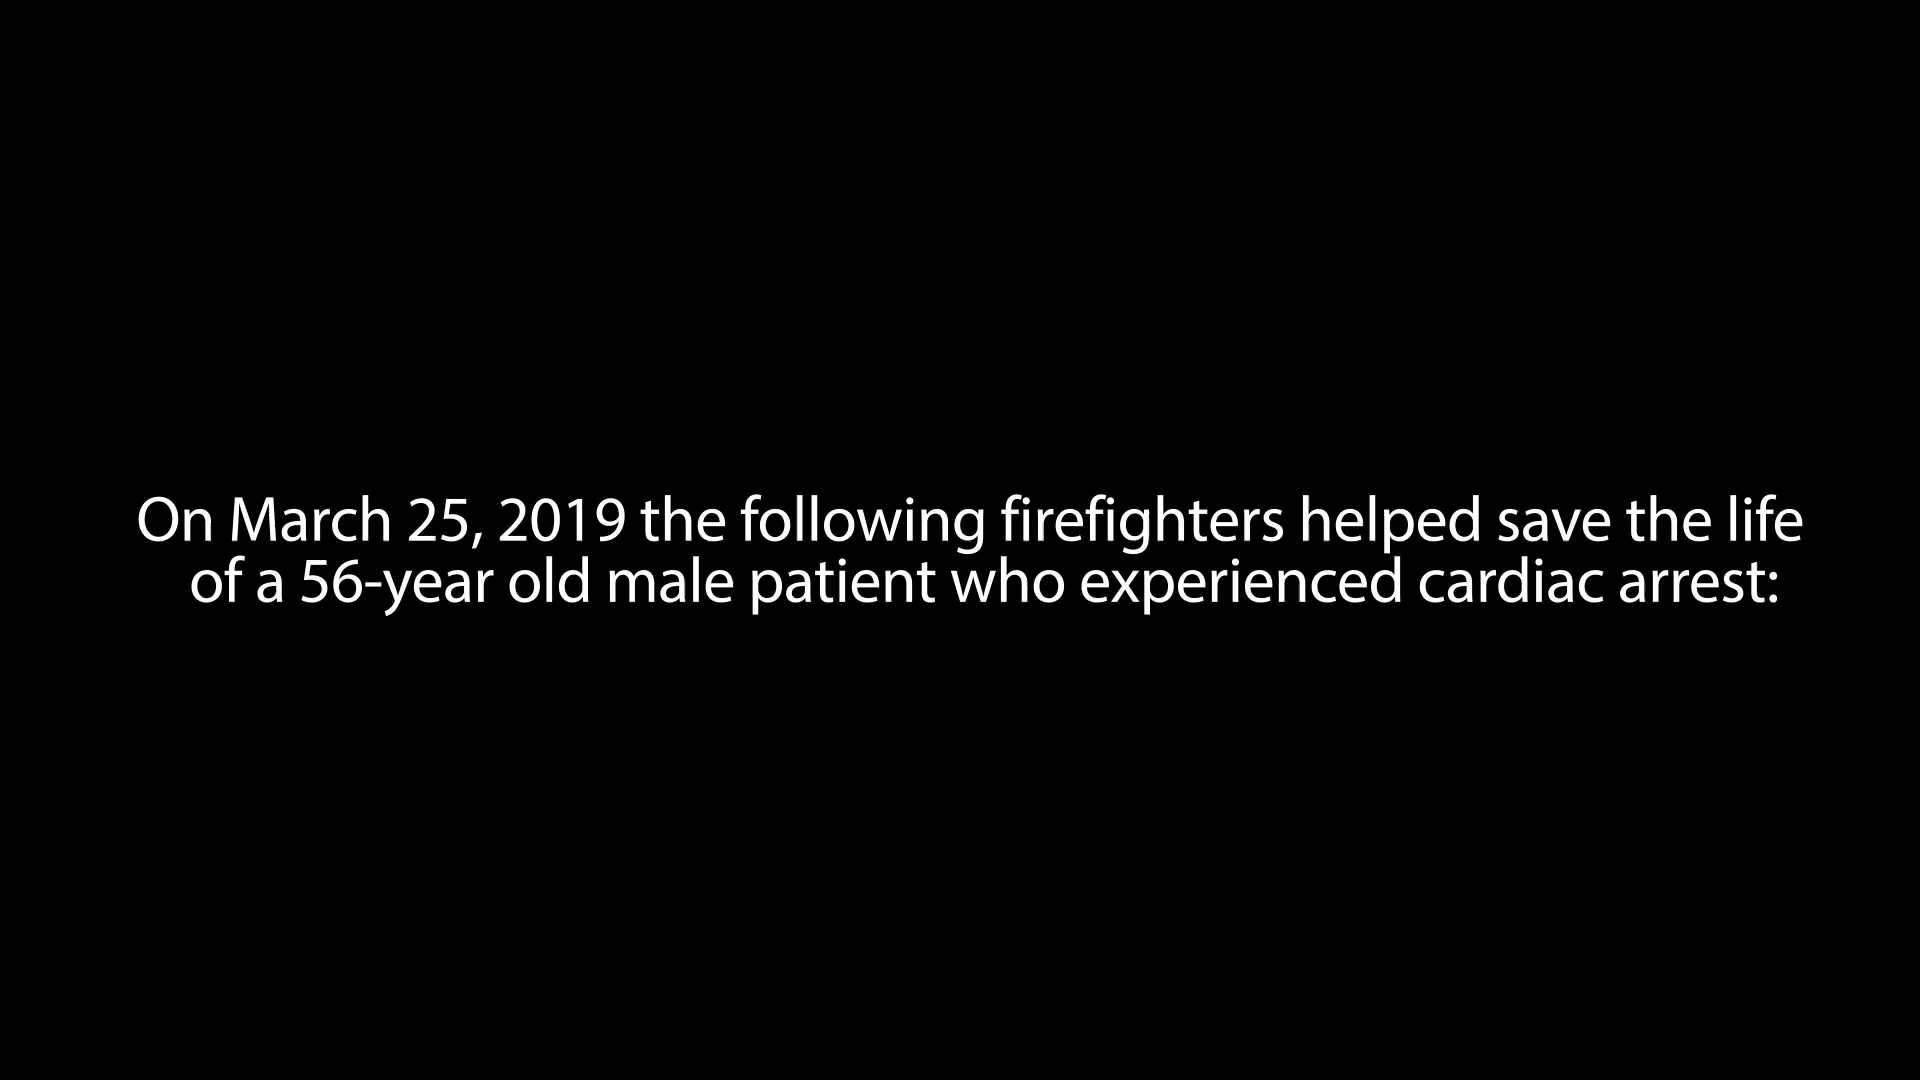 On March 25, 2019 the following firefighters helped save the life
of a 56-year old male patient who experienced cardiac arrest: